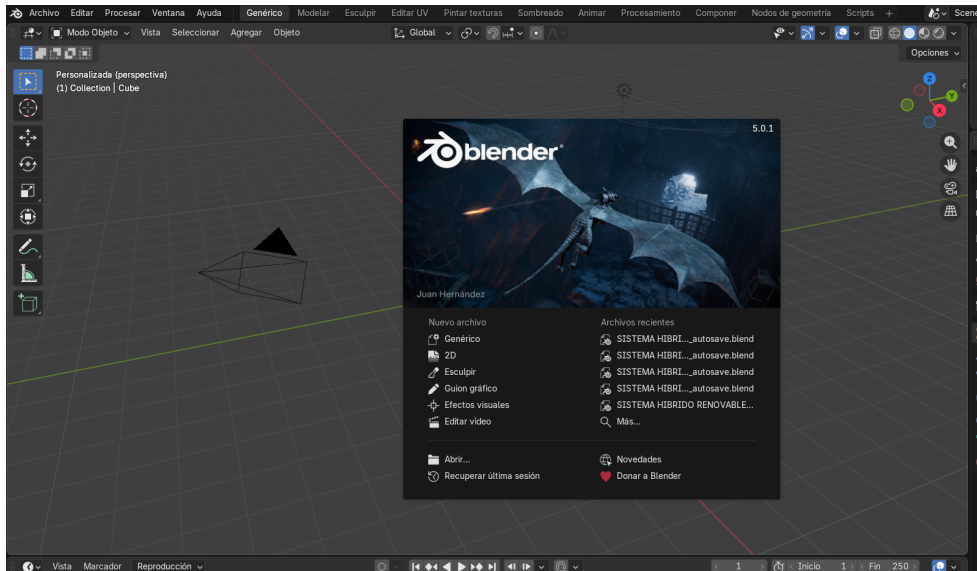 Archivo Editar Procesar Ventana Ayuda Genérico Modelar Esculpir Editar UV Pintar texturas Sombreado Animar Procesamiento Componer Nodos de geometría Scripts + Scene
Modo Objeto Vista Seleccionar Agregar Objeto Global
Opciones
Personalizada (perspectiva)
(1) Collection | Cube
Z
Y
X
5.0.1
blender
Juan Hernández
Nuevo archivo Archivos recientes
Genérico SISTEMA HIBRI..._autosave.blend
2D SISTEMA HIBRI..._autosave.blend
Esculpir SISTEMA HIBRI..._autosave.blend
Guion gráfico SISTEMA HIBRI..._autosave.blend
Efectos visuales SISTEMA HIBRIDO RENOVABLE...
Editar video Más...
Abrir... Novedades
Recuperar última sesión Donar a Blender
Vista Marcador Reproducción 1 Inicio 1 Fin 250